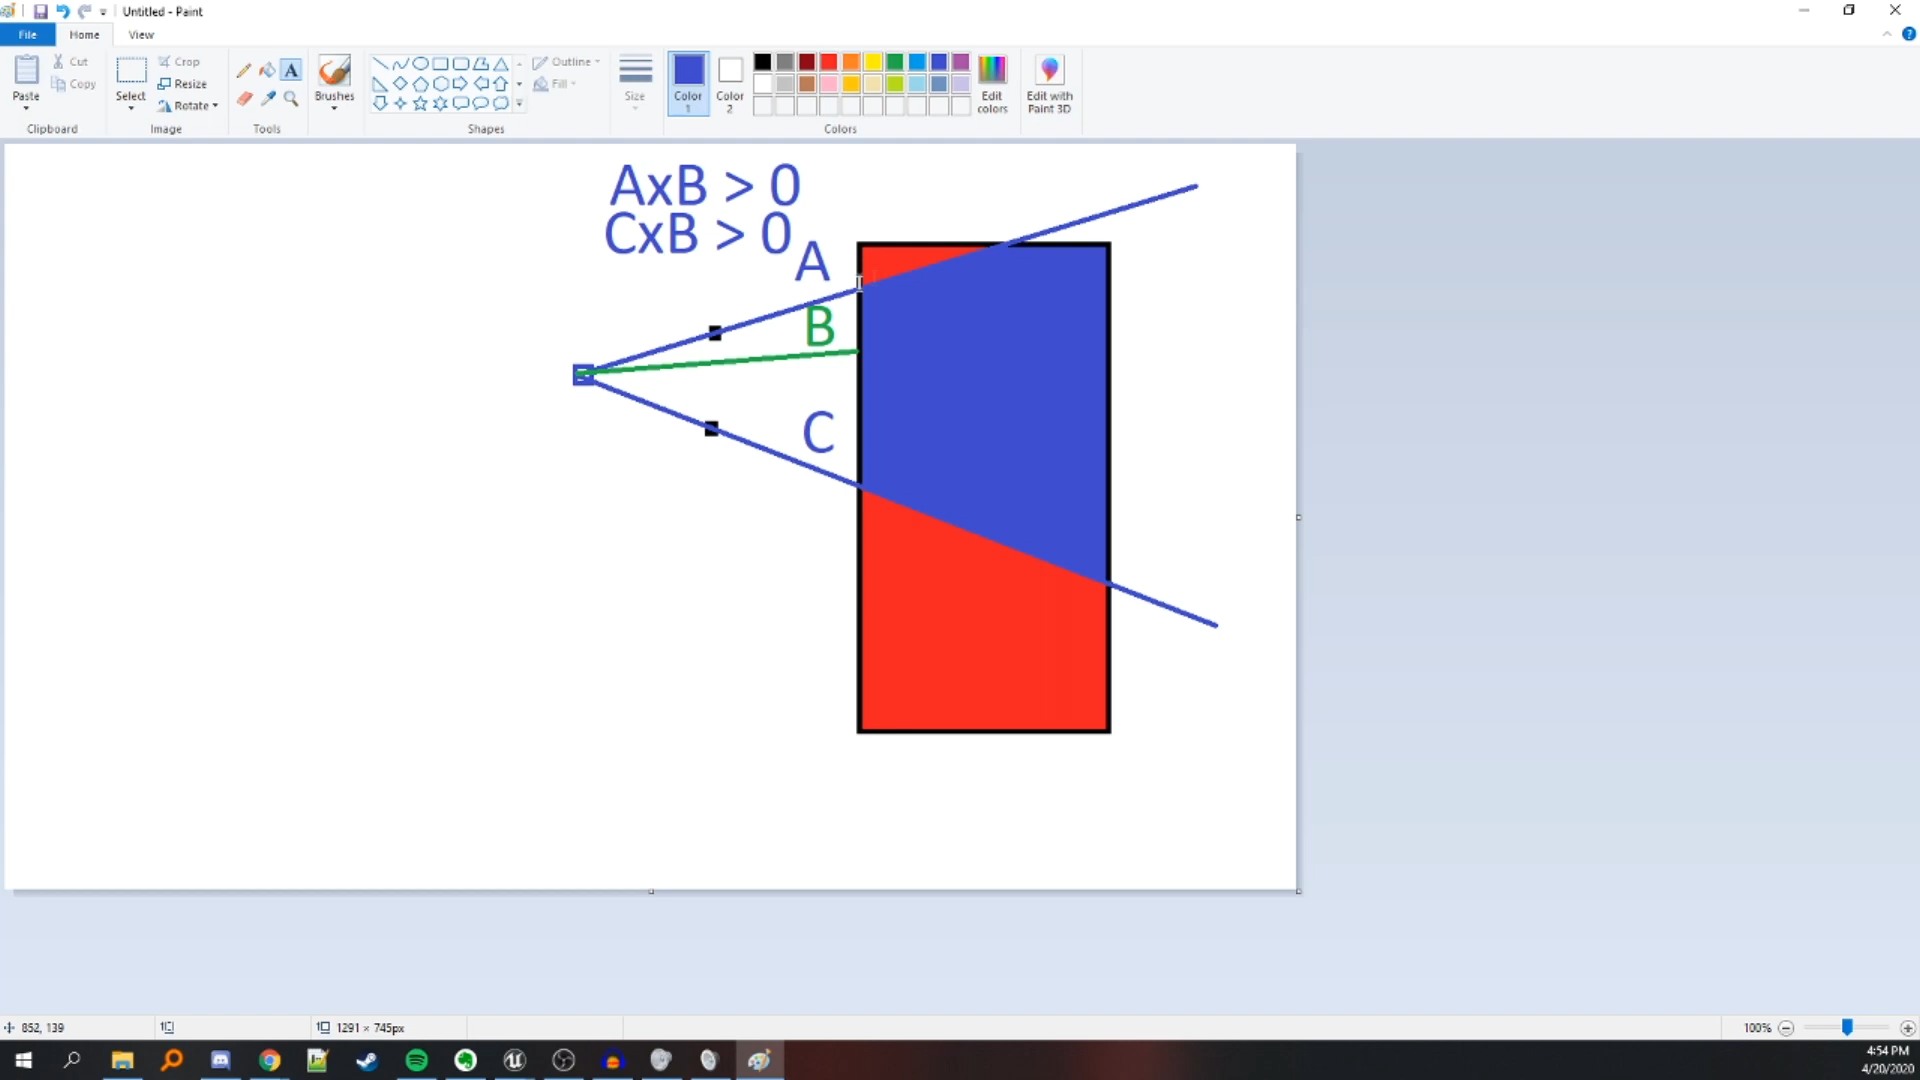 Untitled - Paint
File
Home
View
Paste
Cut
Copy
Clipboard
Select
Crop
Resize
Rotate
Image
A
Tools
Brushes
Outline
Fill
Shapes
Size
Color
1
Color
2
Edit
colors
Colors
Edit with
Paint 3D
AxB > 0
CxB > 0
A
B
C
852, 139
1291 × 745px
100%
4:54 PM
4/20/2020